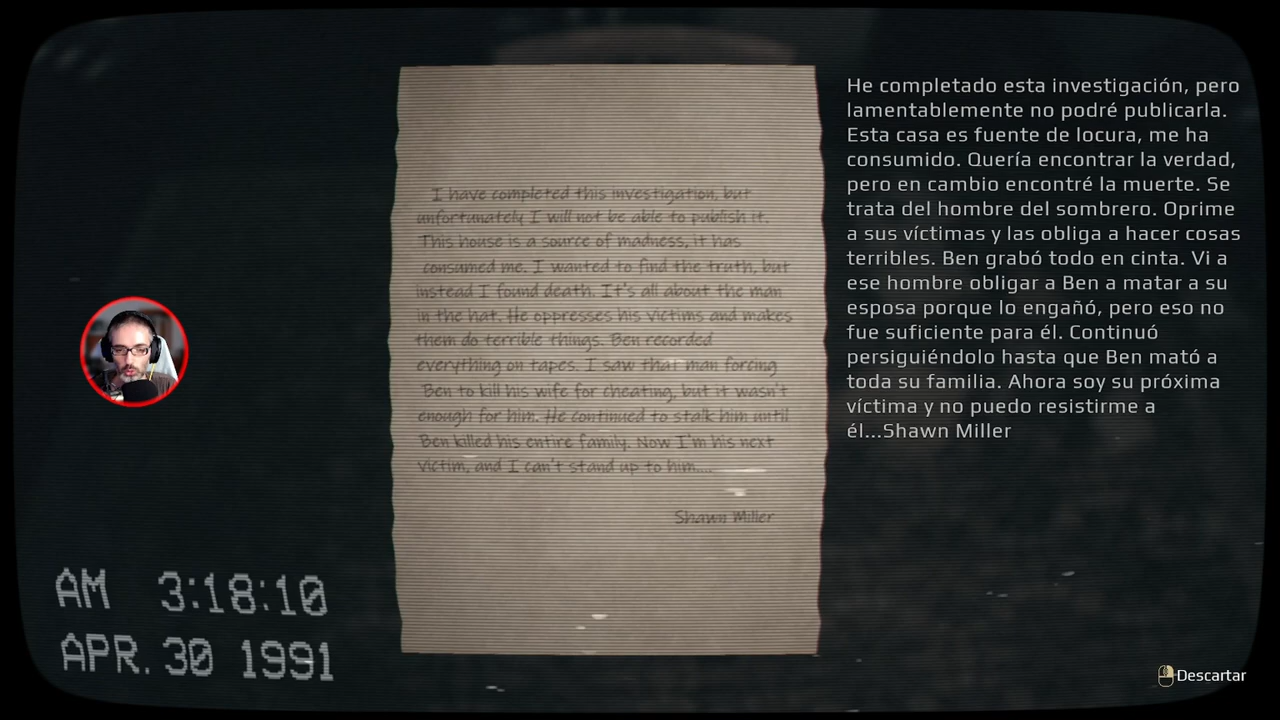 I have completed this investigation, but
unfortunately I will not be able to publish it.
This house is a source of madness, it has
consumed me. I wanted to find the truth, but
instead I found death. It's all about the man
in the hat. He oppresses his victims and makes
them do terrible things. Ben recorded
everything on tapes. I saw that man forcing
Ben to kill his wife for cheating, but it wasn't
enough for him. He continued to stalk him until
Ben killed his entire family. Now I'm his next
victim, and I can't stand up to him....
Shawn Miller
He completado esta investigación, pero
lamentablemente no podré publicarla.
Esta casa es fuente de locura, me ha
consumido. Quería encontrar la verdad,
pero en cambio encontré la muerte. Se
trata del hombre del sombrero. Oprime
a sus víctimas y las obliga a hacer cosas
terribles. Ben grabó todo en cinta. Vi a
ese hombre obligar a Ben a matar a su
esposa porque lo engañó, pero eso no
fue suficiente para él. Continuó
persiguiéndolo hasta que Ben mató a
toda su familia. Ahora soy su próxima
víctima y no puedo resistirme a
él...Shawn Miller
AM 3:18:10
APR. 30 1991
Descartar